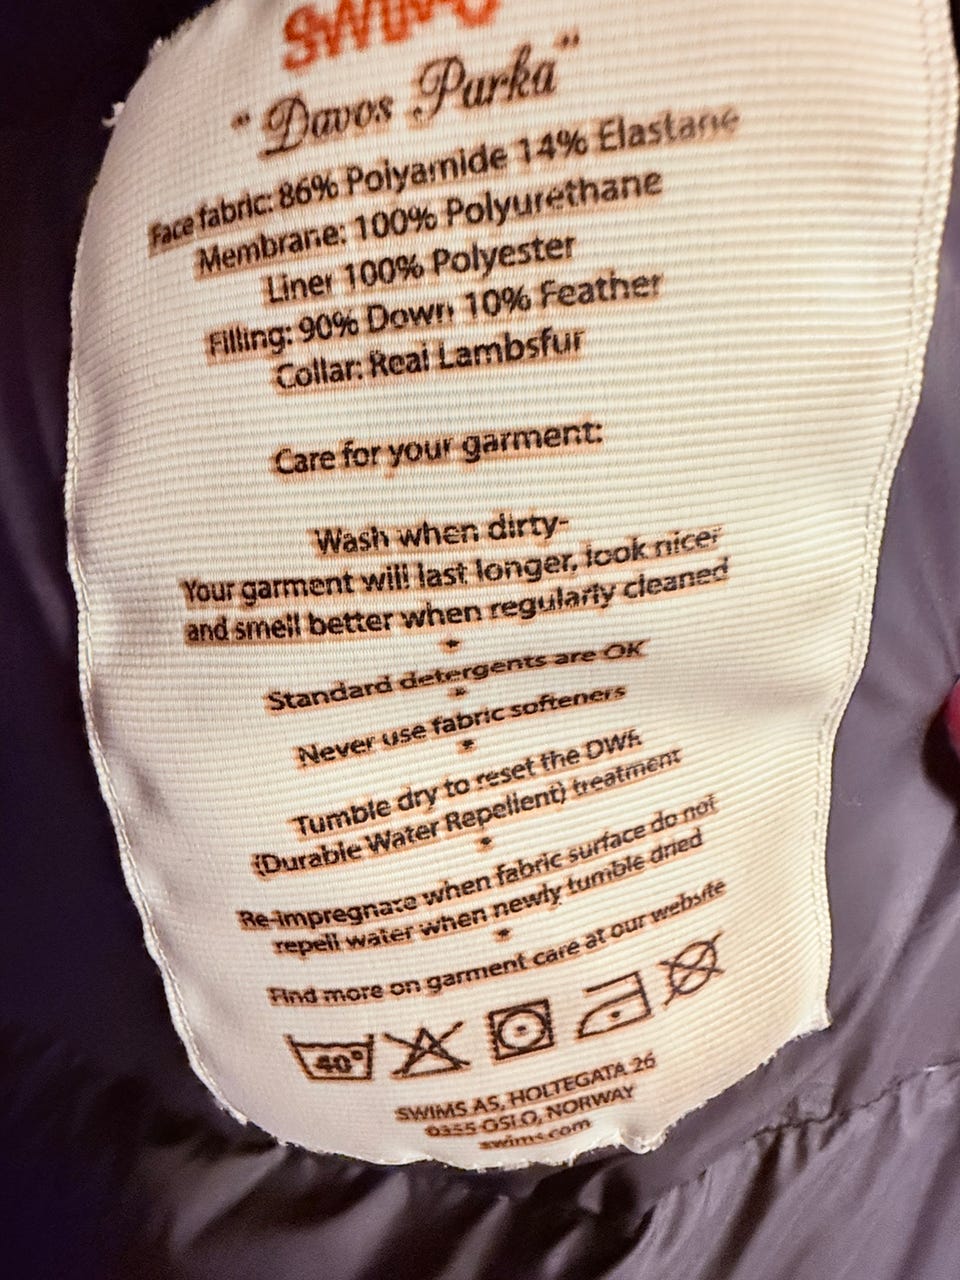 SWIMS
"Davos Parka"
Face fabric: 86% Polyamide 14% Elastane
Membrane: 100% Polyurethane
Liner 100% Polyester
Filling: 90% Down 10% Feather
Collar: Real Lambsfur
Care for your garment:
Wash when dirty-
Your garment will last longer, look nicer
and smell better when regularly cleaned
Standard detergents are OK
Never use fabric softeners
Tumble dry to reset the DWR
(Durable Water Repellent) treatment
Re-impregnate when fabric surface do not
repell water when newly tumble dried
Find more on garment care at our website
40°
SWIMS AS, HOLTEGATA 26
0355 OSLO, NORWAY
swims.com